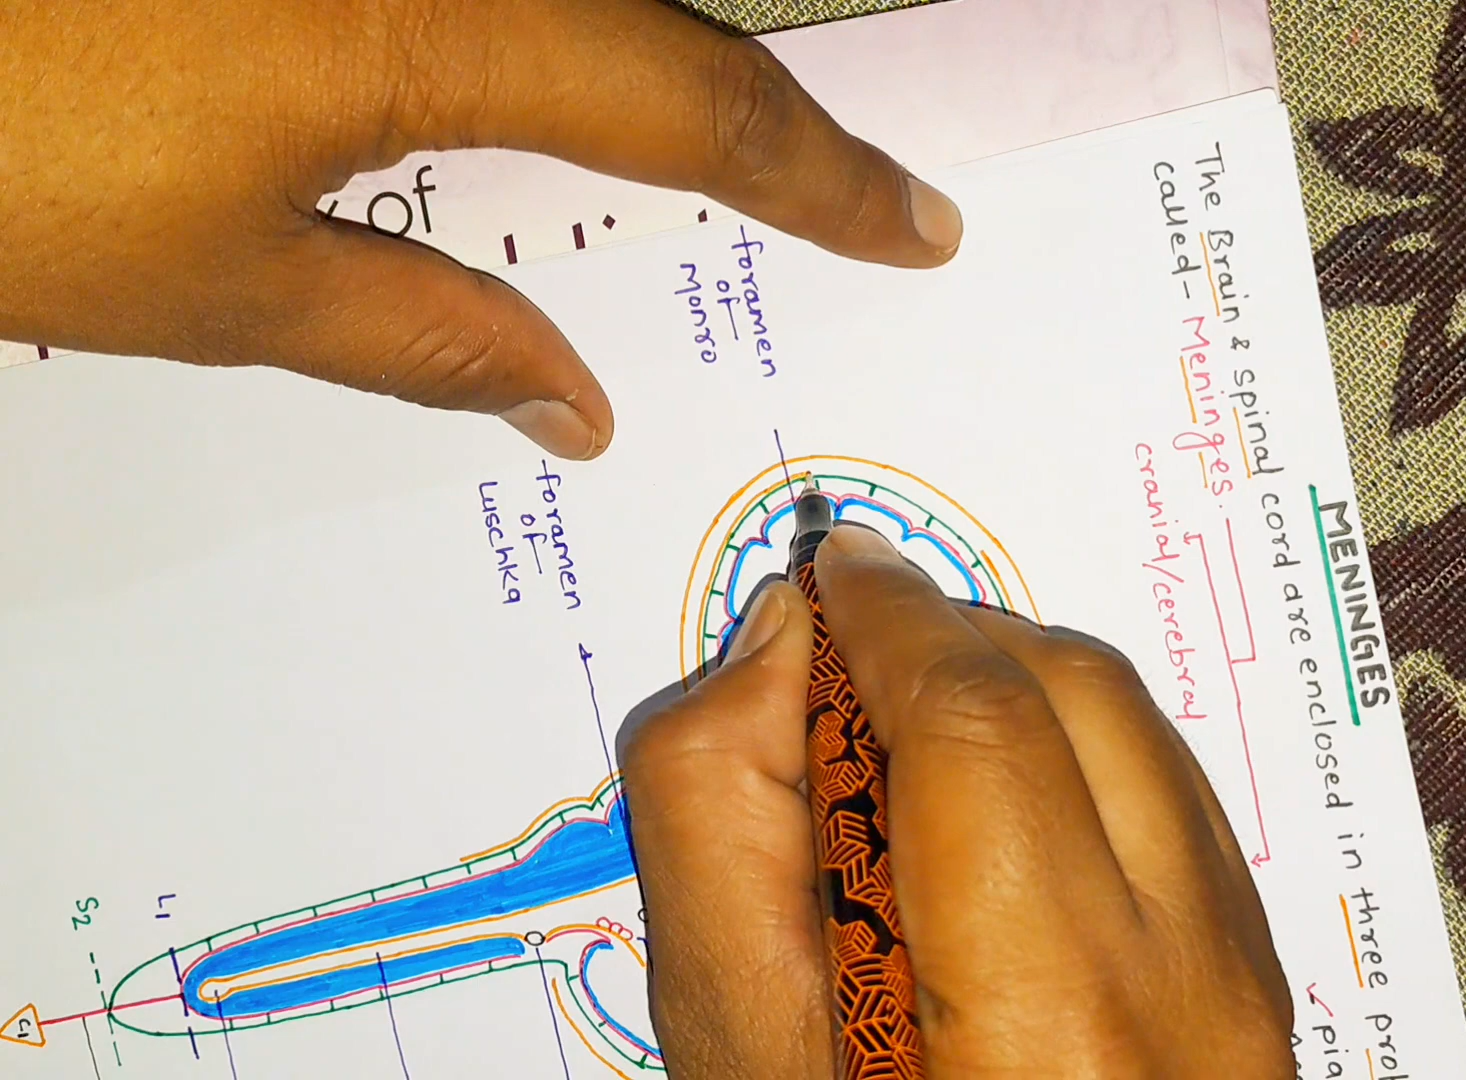 MENINGES
The Brain & spinal cord are enclosed in three
called - Meninges.
cranial/cerebral
pia
foramen
of
Monro
foramen
of
Luschka
L1
S2
of